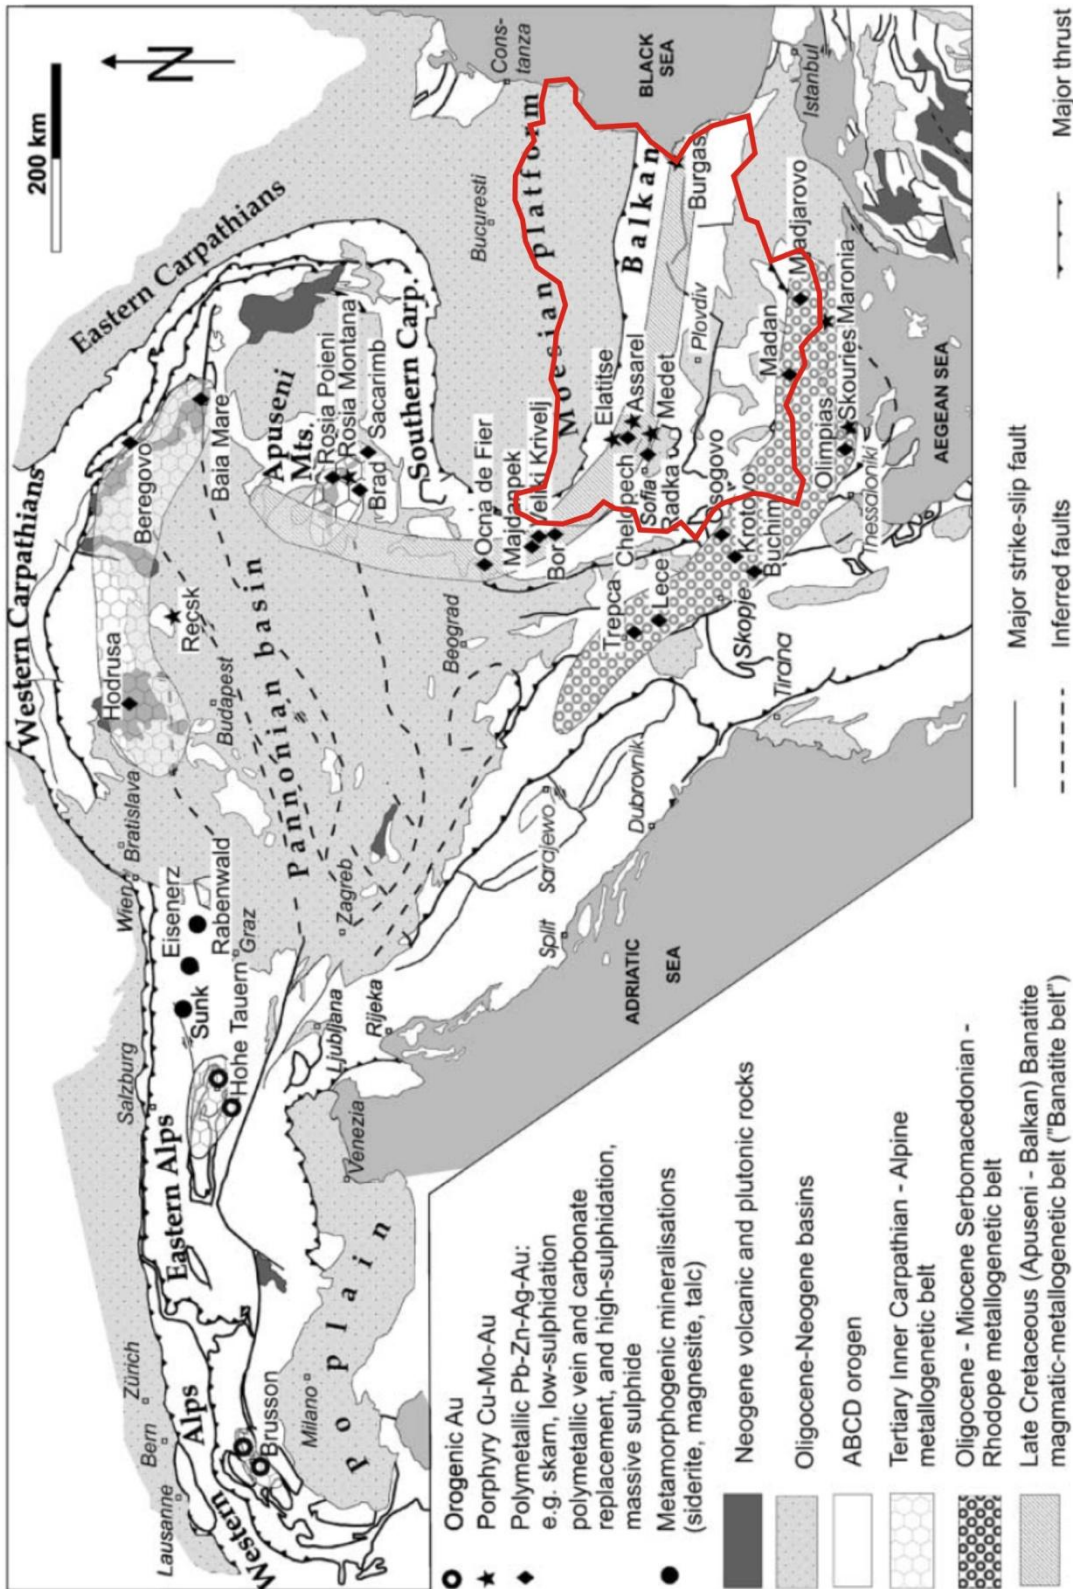 200 km
N
Western Carpathians
Eastern Carpathians
Hodrusa
Beregovo
Baia Mare
Recsk
Budapest
Bratislava
Wien
Eisenerz
Rabenwald
Graz
Sunk
Hohe Tauern
Salzburg
Eastern Alps
Zürich
Bern
Lausanne
Western
Alps
Brusson
Milano
Po plain
Venezia
Ljubljana
Rijeka
Zagreb
Pannonian basin
Apuseni
Mts.
Rosia Poieni
Rosia Montana
Brad
Sacarimb
Southern Carp.
Bucuresti
Cons-
tanza
Moesian platform
BLACK
SEA
Balkan
Burgas
Istanbul
Ocna de Fier
Majdanpek
Veliki Krivelj
Bor
Beograd
Elatitse
Chelopech
Assarel
Sofia
Radka
Medet
Plovdiv
Madan
Madjarovo
Maronia
Skouries
Olimpias
Thessaloniki
AEGEAN SEA
Osogovo
Krotovo
Buchim
Trepca
Lece
Skopje
Tirana
Sarajewo
Dubrovnik
Split
ADRIATIC
SEA
Orogenic Au
Porphyry Cu-Mo-Au
Polymetallic Pb-Zn-Ag-Au:
e.g. skarn, low-sulphidation
polymetallic vein and carbonate
replacement, and high-sulphidation,
massive sulphide
Metamorphogenic mineralisations
(siderite, magnesite, talc)
Neogene volcanic and plutonic rocks
Oligocene-Neogene basins
ABCD orogen
Tertiary Inner Carpathian - Alpine
metallogenetic belt
Oligocene - Miocene Serbomacedonian -
Rhodope metallogenetic belt
Late Cretaceous (Apuseni - Balkan) Banatite
magmatic-metallogenetic belt ("Banatite belt")
Major strike-slip fault
Inferred faults
Major thrust